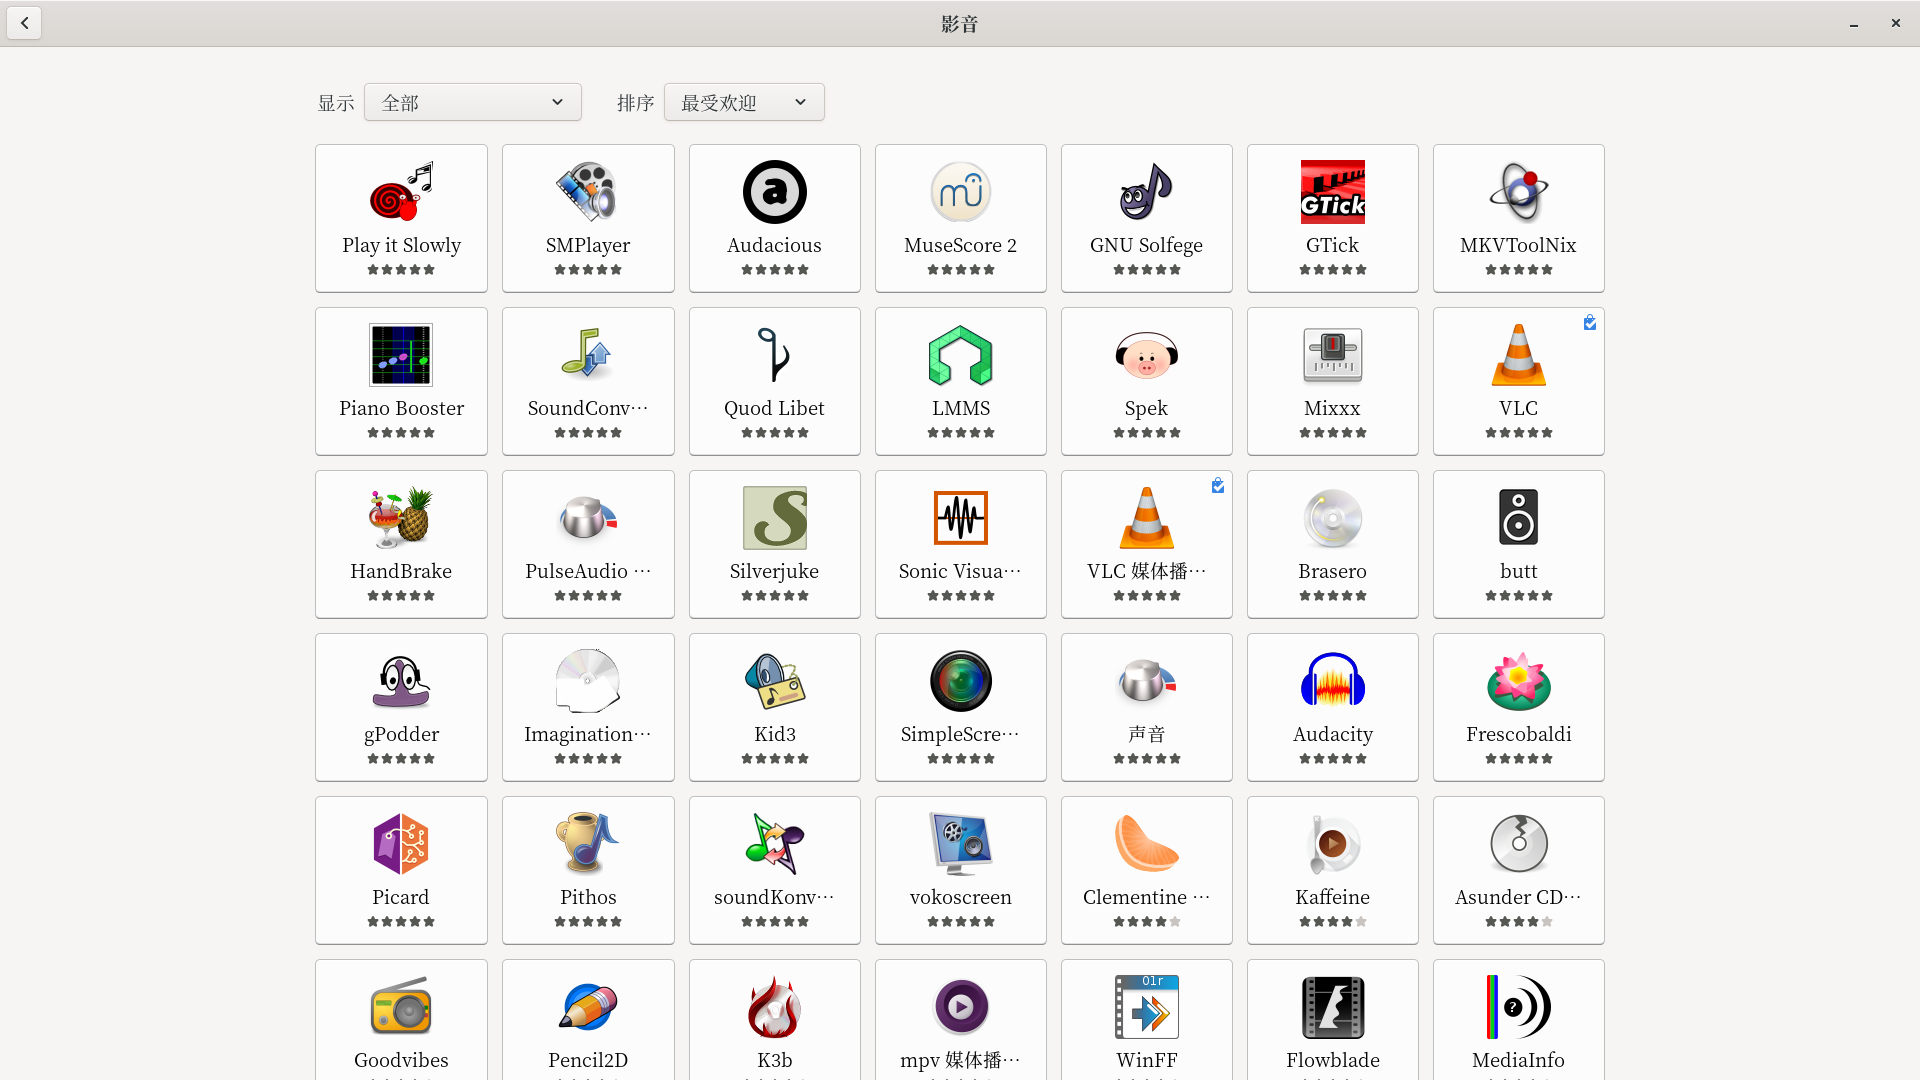 影音
显示 全部 排序 最受欢迎
Play it Slowly SMPlayer Audacious MuseScore 2 GNU Solfege GTick MKVToolNix
Piano Booster SoundConv… Quod Libet LMMS Spek Mixxx VLC
HandBrake PulseAudio … Silverjuke Sonic Visua… VLC 媒体播… Brasero butt
gPodder Imagination… Kid3 SimpleScre… 声音 Audacity Frescobaldi
Picard Pithos soundKonv… vokoscreen Clementine … Kaffeine Asunder CD…
Goodvibes Pencil2D K3b mpv 媒体播… WinFF Flowblade MediaInfo